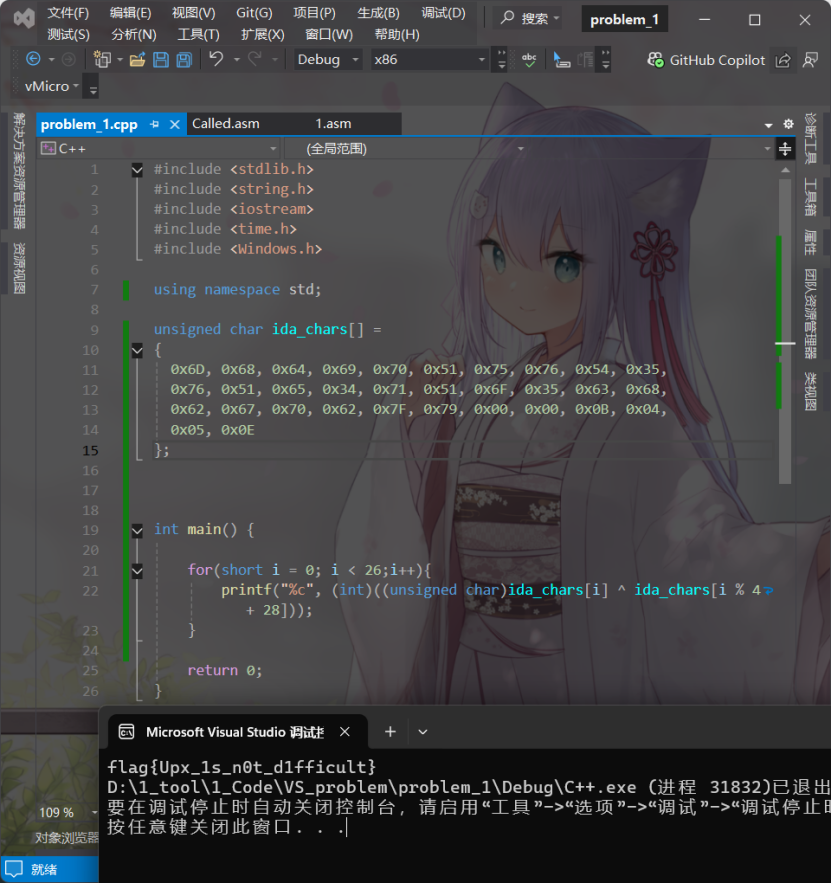 文件(F) 编辑(E) 视图(V) Git(G) 项目(P) 生成(B) 调试(D) 搜索 problem_1
测试(S) 分析(N) 工具(T) 扩展(X) 窗口(W) 帮助(H)
Debug x86 abc GitHub Copilot
vMicro
problem_1.cpp Called.asm 1.asm
C++ (全局范围)
解决方案资源管理器
资源视图
1 #include <stdlib.h>
2 #include <string.h>
3 #include <iostream>
4 #include <time.h>
5 #include <Windows.h>
6
7 using namespace std;
8
9 unsigned char ida_chars[] =
10 {
11 0x6D, 0x68, 0x64, 0x69, 0x70, 0x51, 0x75, 0x76, 0x54, 0x35,
12 0x76, 0x51, 0x65, 0x34, 0x71, 0x51, 0x6F, 0x35, 0x63, 0x68,
13 0x62, 0x67, 0x70, 0x62, 0x7F, 0x79, 0x00, 0x00, 0x0B, 0x04,
14 0x05, 0x0E
15 };
16
17
18
19 int main() {
20
21 for(short i = 0; i < 26;i++){
22 printf("%c", (int)((unsigned char)ida_chars[i] ^ ida_chars[i % 4
+ 28]));
23 }
24
25 return 0;
26 }
诊断工具
工具箱
属性
团队资源管理器
类视图
109 %
对象浏览器
就绪
Microsoft Visual Studio 调试控
flag{Upx_1s_n0t_d1fficult}
D:\1_tool\1_Code\VS_problem\problem_1\Debug\C++.exe (进程 31832)已退出
要在调试停止时自动关闭控制台, 请启用“工具”->“选项”->“调试”->“调试停止时
按任意键关闭此窗口. . .